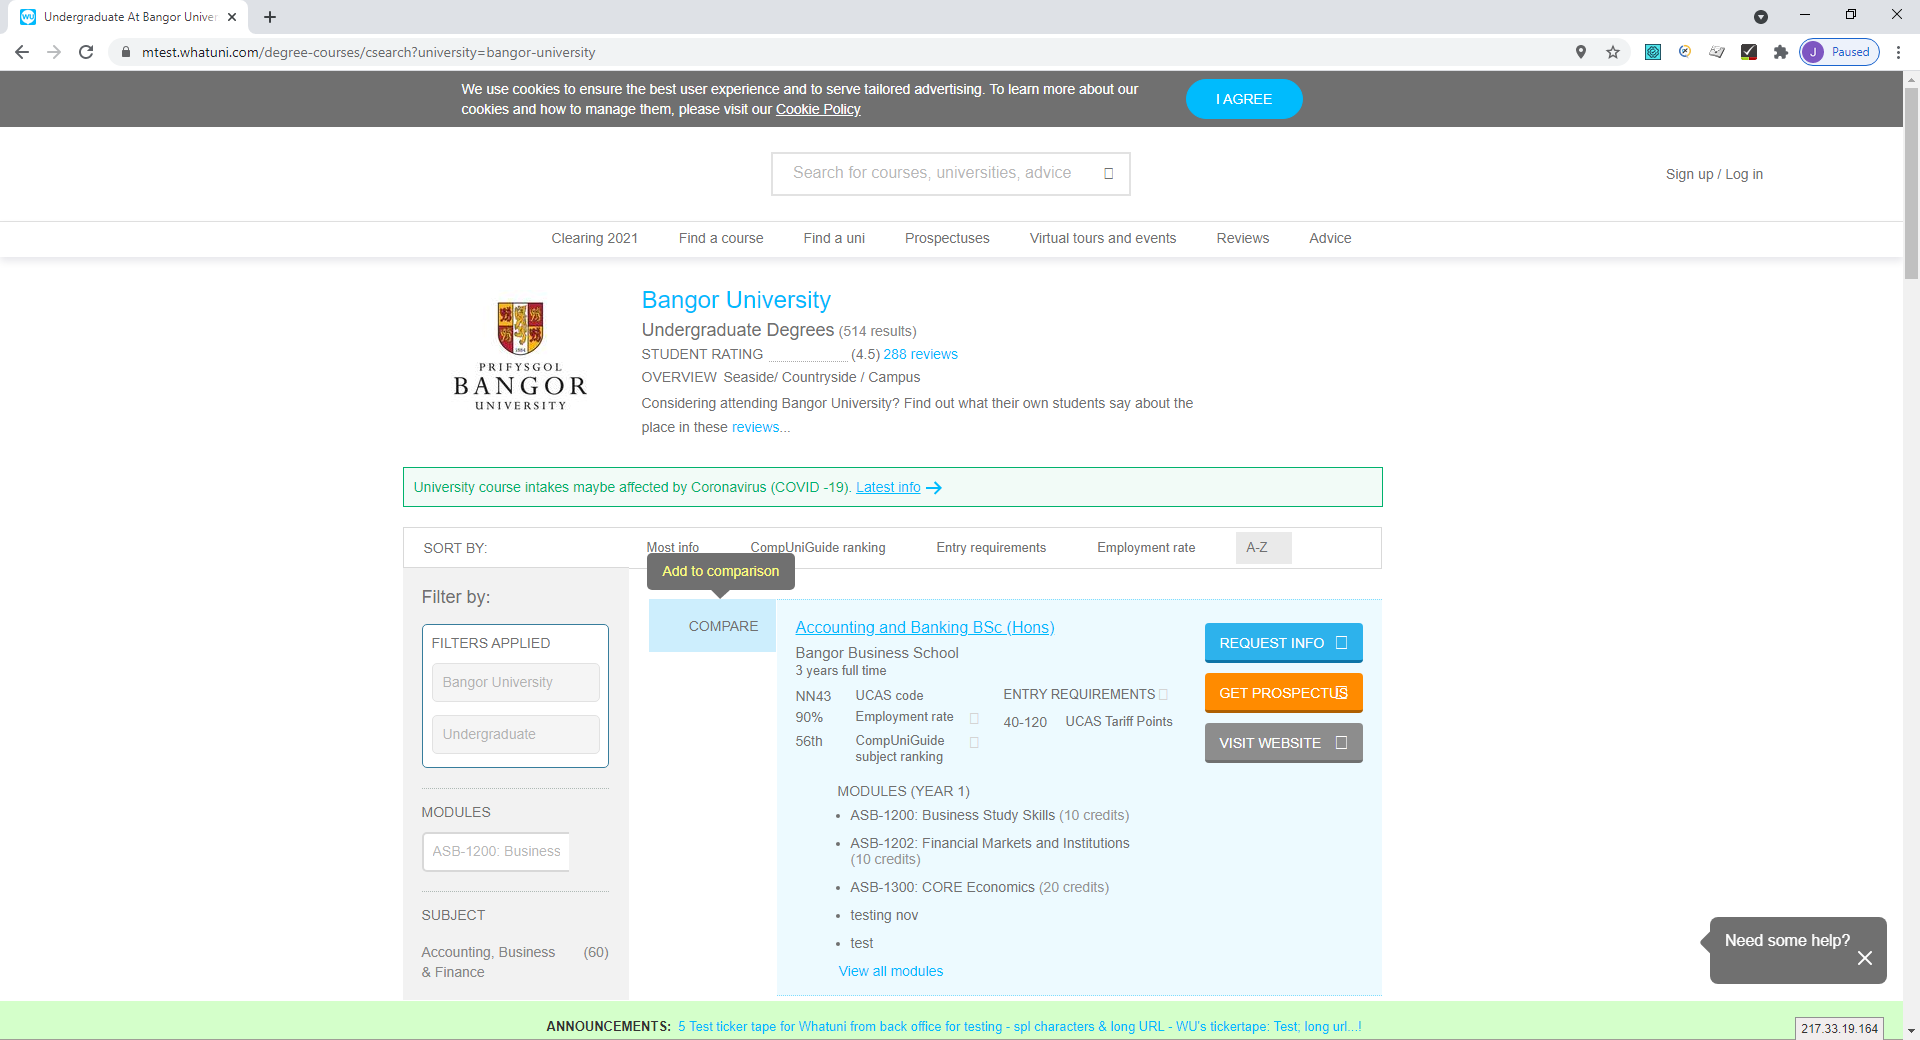 Undergraduate At Bangor Univer
mtest.whatuni.com/degree-courses/csearch?university=bangor-university
J Paused
We use cookies to ensure the best user experience and to serve tailored advertising. To learn more about our
cookies and how to manage them, please visit our Cookie Policy
I AGREE
Search for courses, universities, advice
Sign up / Log in
Clearing 2021 Find a course Find a uni Prospectuses Virtual tours and events Reviews Advice
PRIFYSGOL
BANGOR
UNIVERSITY
Bangor University
Undergraduate Degrees (514 results)
STUDENT RATING (4.5) 288 reviews
OVERVIEW Seaside/ Countryside / Campus
Considering attending Bangor University? Find out what their own students say about the
place in these reviews...
University course intakes maybe affected by Coronavirus (COVID -19). Latest info
SORT BY: Most info CompUniGuide ranking Entry requirements Employment rate A-Z
Add to comparison
Filter by:
FILTERS APPLIED
Bangor University
Undergraduate
MODULES
ASB-1200: Business
SUBJECT
Accounting, Business (60)
& Finance
COMPARE
Accounting and Banking BSc (Hons)
Bangor Business School
3 years full time
NN43 UCAS code
90% Employment rate
56th CompUniGuide
subject ranking
ENTRY REQUIREMENTS
40-120 UCAS Tariff Points
REQUEST INFO
GET PROSPECTUS
VISIT WEBSITE
MODULES (YEAR 1)
• ASB-1200: Business Study Skills (10 credits)
• ASB-1202: Financial Markets and Institutions
(10 credits)
• ASB-1300: CORE Economics (20 credits)
• testing nov
• test
View all modules
Need some help?
ANNOUNCEMENTS: 5 Test ticker tape for Whatuni from back office for testing - spl characters & long URL - WU's tickertape: Test; long url...!
217.33.19.164